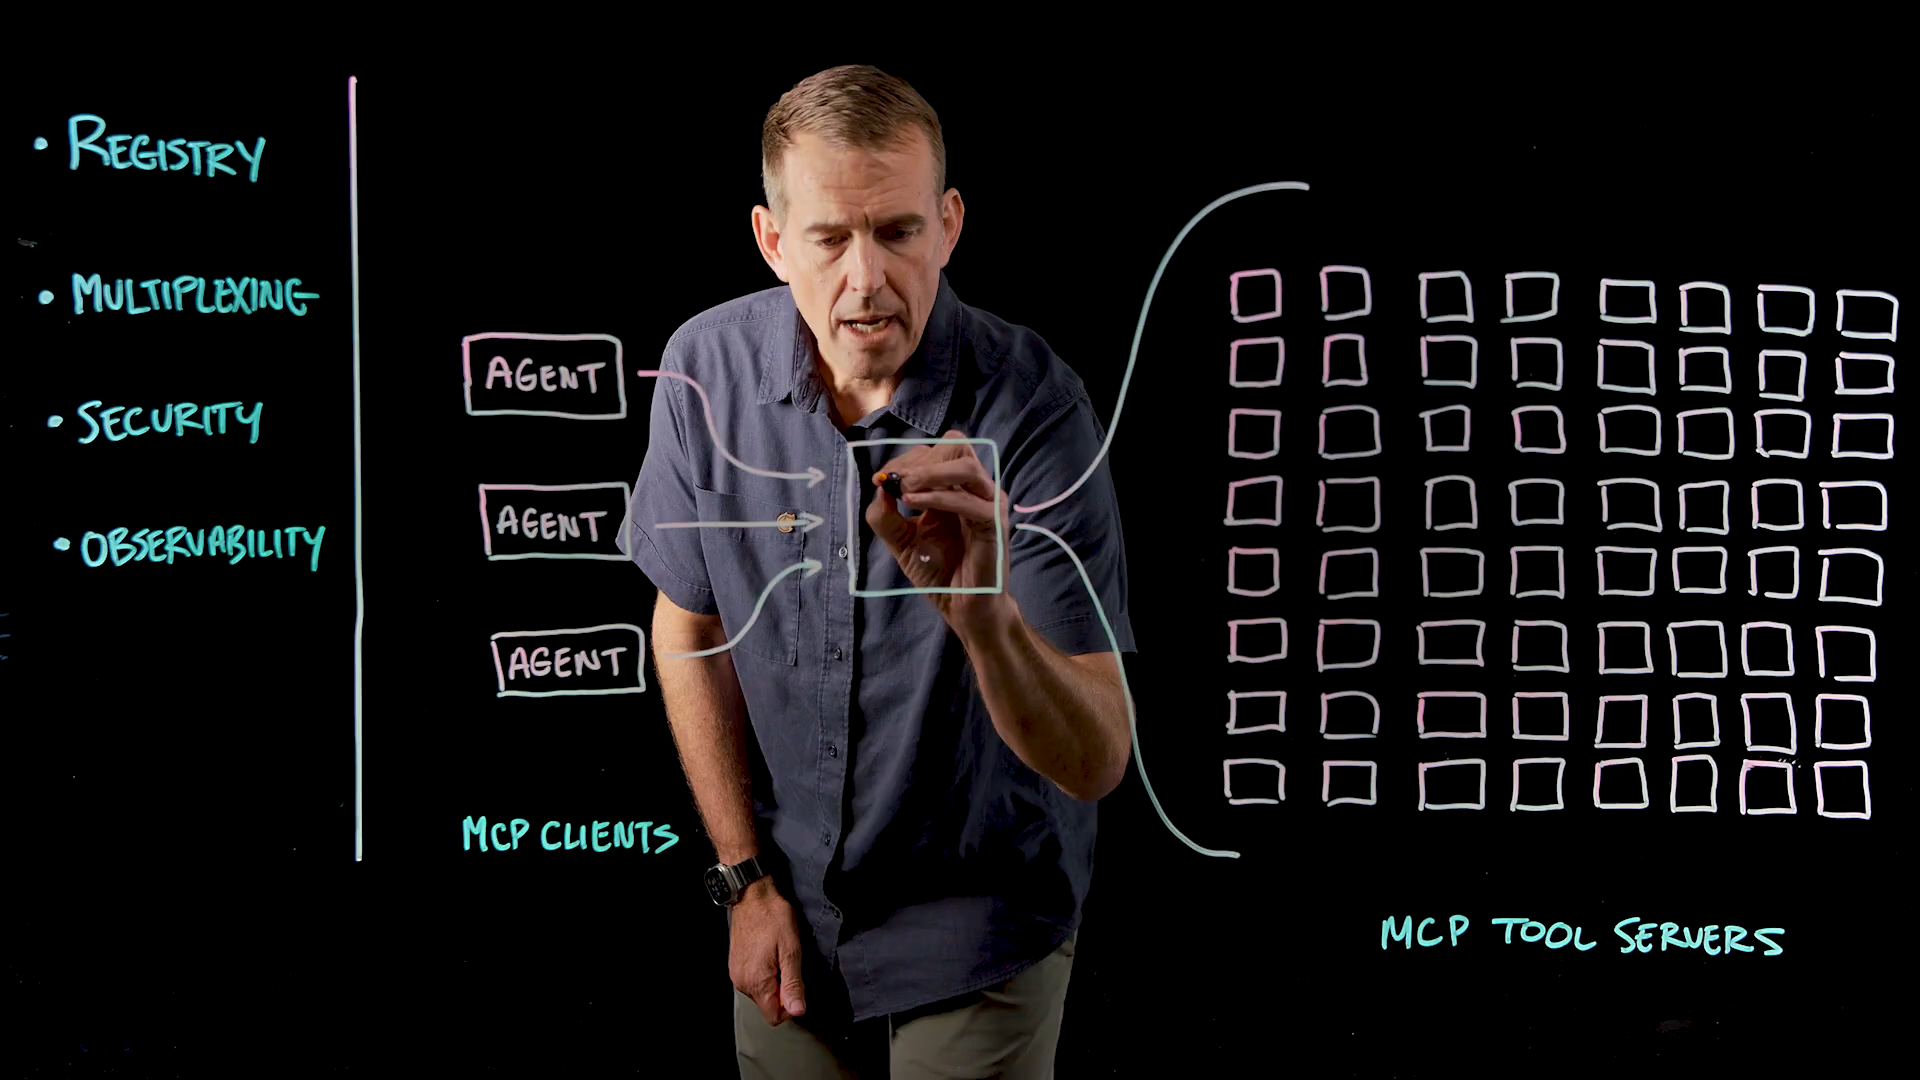 • REGISTRY
• MULTIPLEXING
• SECURITY
• OBSERVABILITY
AGENT
AGENT
AGENT
MCP CLIENTS
MCP TOOL SERVERS